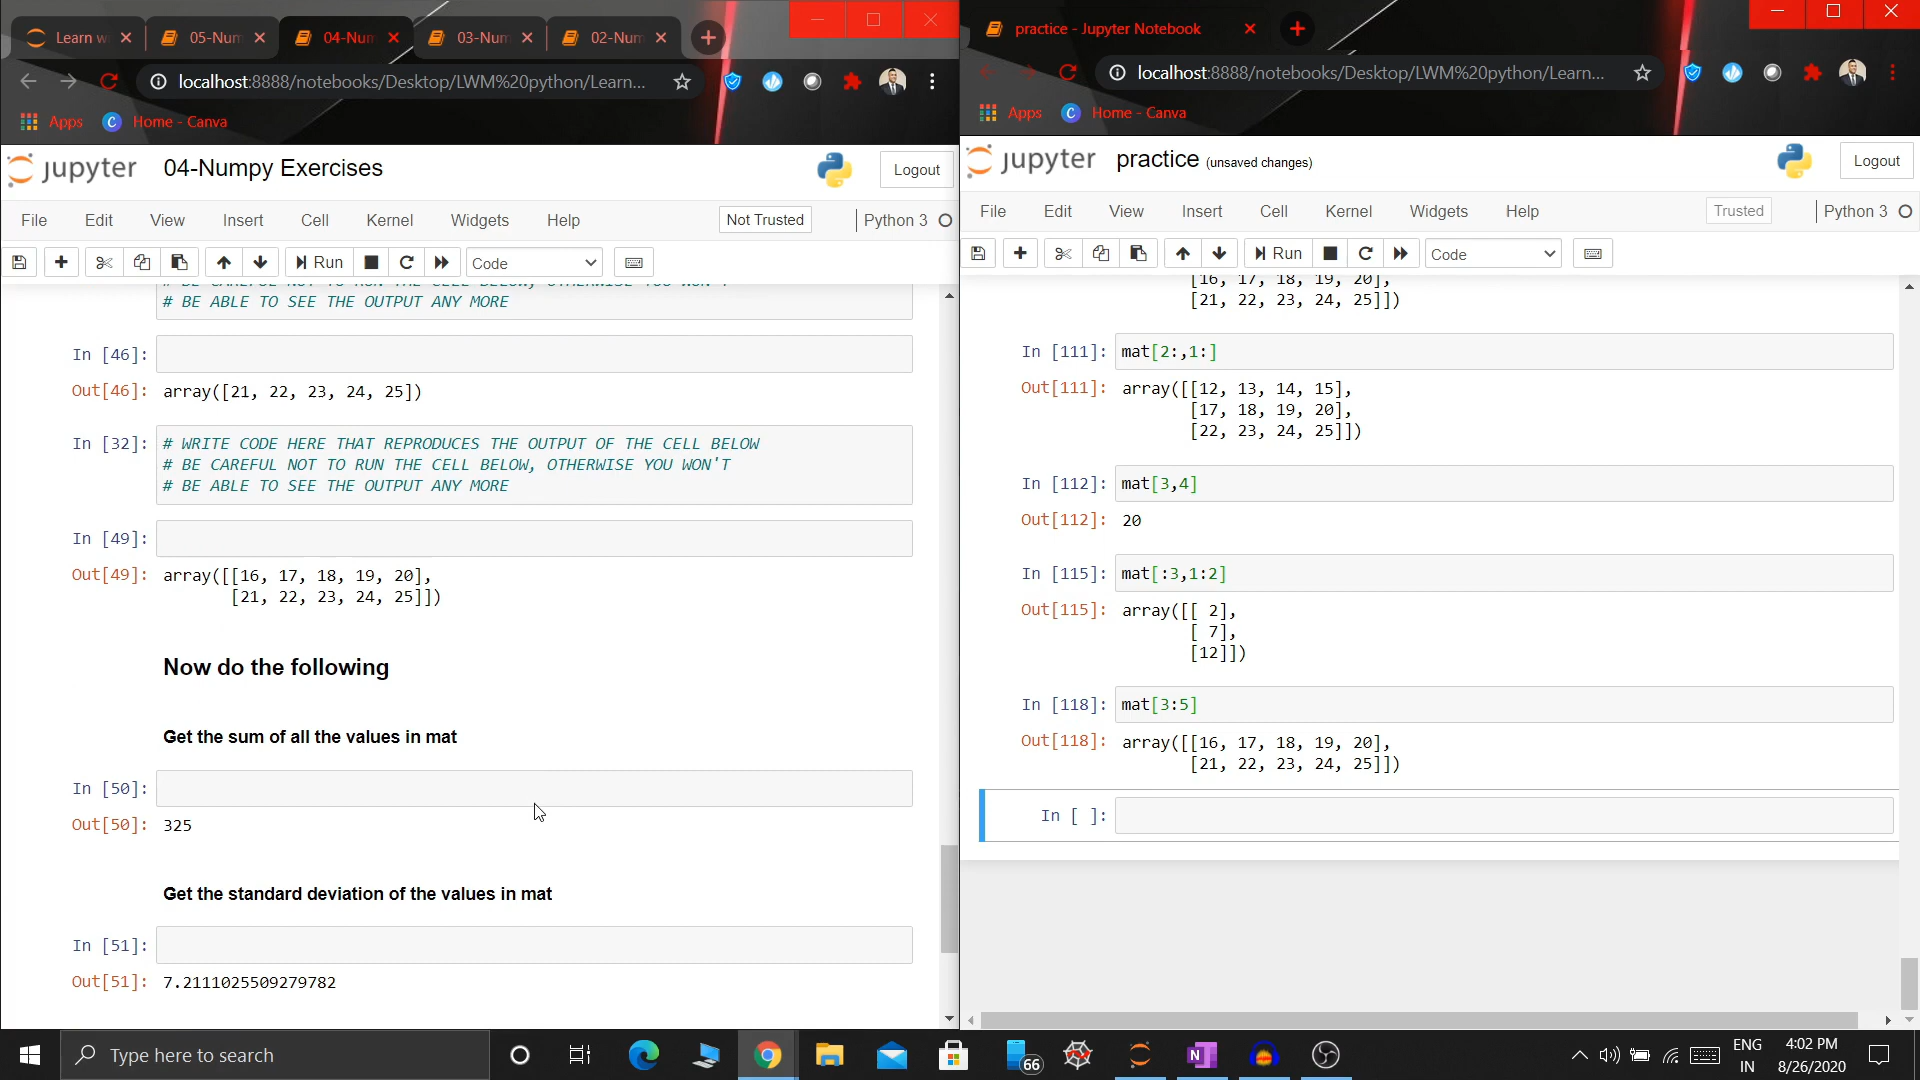 Learn w
05-Num
04-Num
03-Num
02-Num
localhost:8888/notebooks/Desktop/LWM%20python/Learn...
Apps
Home - Canva
jupyter
04-Numpy Exercises
Logout
File Edit View Insert Cell Kernel Widgets Help
Not Trusted
Python 3
Run
Code
# BE ABLE TO SEE THE OUTPUT ANY MORE
In [46]:
Out[46]: array([21, 22, 23, 24, 25])
In [32]: # WRITE CODE HERE THAT REPRODUCES THE OUTPUT OF THE CELL BELOW
# BE CAREFUL NOT TO RUN THE CELL BELOW, OTHERWISE YOU WON'T
# BE ABLE TO SEE THE OUTPUT ANY MORE
In [49]:
Out[49]: array([[16, 17, 18, 19, 20],
[21, 22, 23, 24, 25]])
Now do the following
Get the sum of all the values in mat
In [50]:
Out[50]: 325
Get the standard deviation of the values in mat
In [51]:
Out[51]: 7.2111025509279782
practice - Jupyter Notebook
localhost:8888/notebooks/Desktop/LWM%20python/Learn...
Apps
Home - Canva
jupyter
practice (unsaved changes)
Logout
File Edit View Insert Cell Kernel Widgets Help
Trusted
Python 3
Run
Code
[16, 17, 18, 19, 20],
[21, 22, 23, 24, 25]])
In [111]: mat[2:,1:]
Out[111]: array([[12, 13, 14, 15],
[17, 18, 19, 20],
[22, 23, 24, 25]])
In [112]: mat[3,4]
Out[112]: 20
In [115]: mat[:3,1:2]
Out[115]: array([[ 2],
[ 7],
[12]])
In [118]: mat[3:5]
Out[118]: array([[16, 17, 18, 19, 20],
[21, 22, 23, 24, 25]])
In [ ]:
Type here to search
66
ENG
IN
4:02 PM
8/26/2020